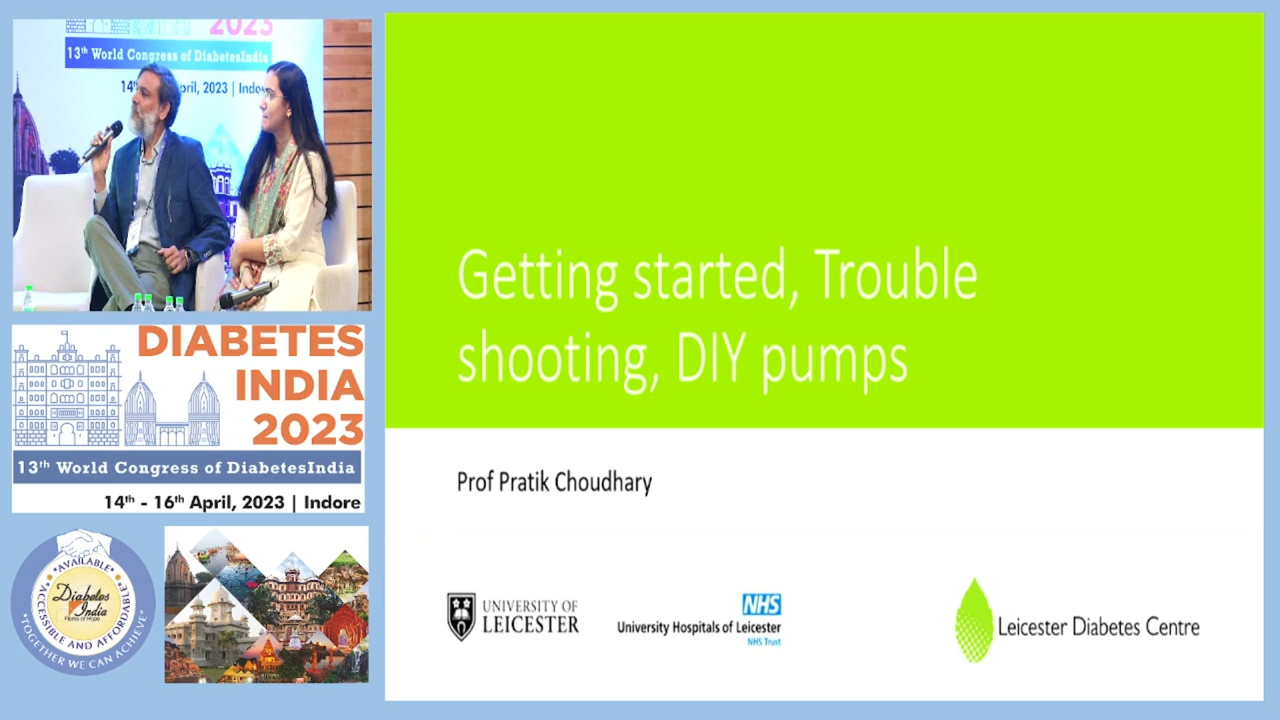 2023
13th World Congress of DiabetesIndia
April, 2023 | Indore
DIABETES
INDIA
2023
13th World Congress of DiabetesIndia
14th - 16th April, 2023 | Indore
*AVAILABLE*
ACCESSIBLE AND AFFORDABLE
Diabetes
India
"TOGETHER WE CAN ACHIEVE"
Getting started, Trouble
shooting, DIY pumps
Prof Pratik Choudhary
UNIVERSITY OF
LEICESTER
NHS
University Hospitals of Leicester
NHS Trust
Leicester Diabetes Centre